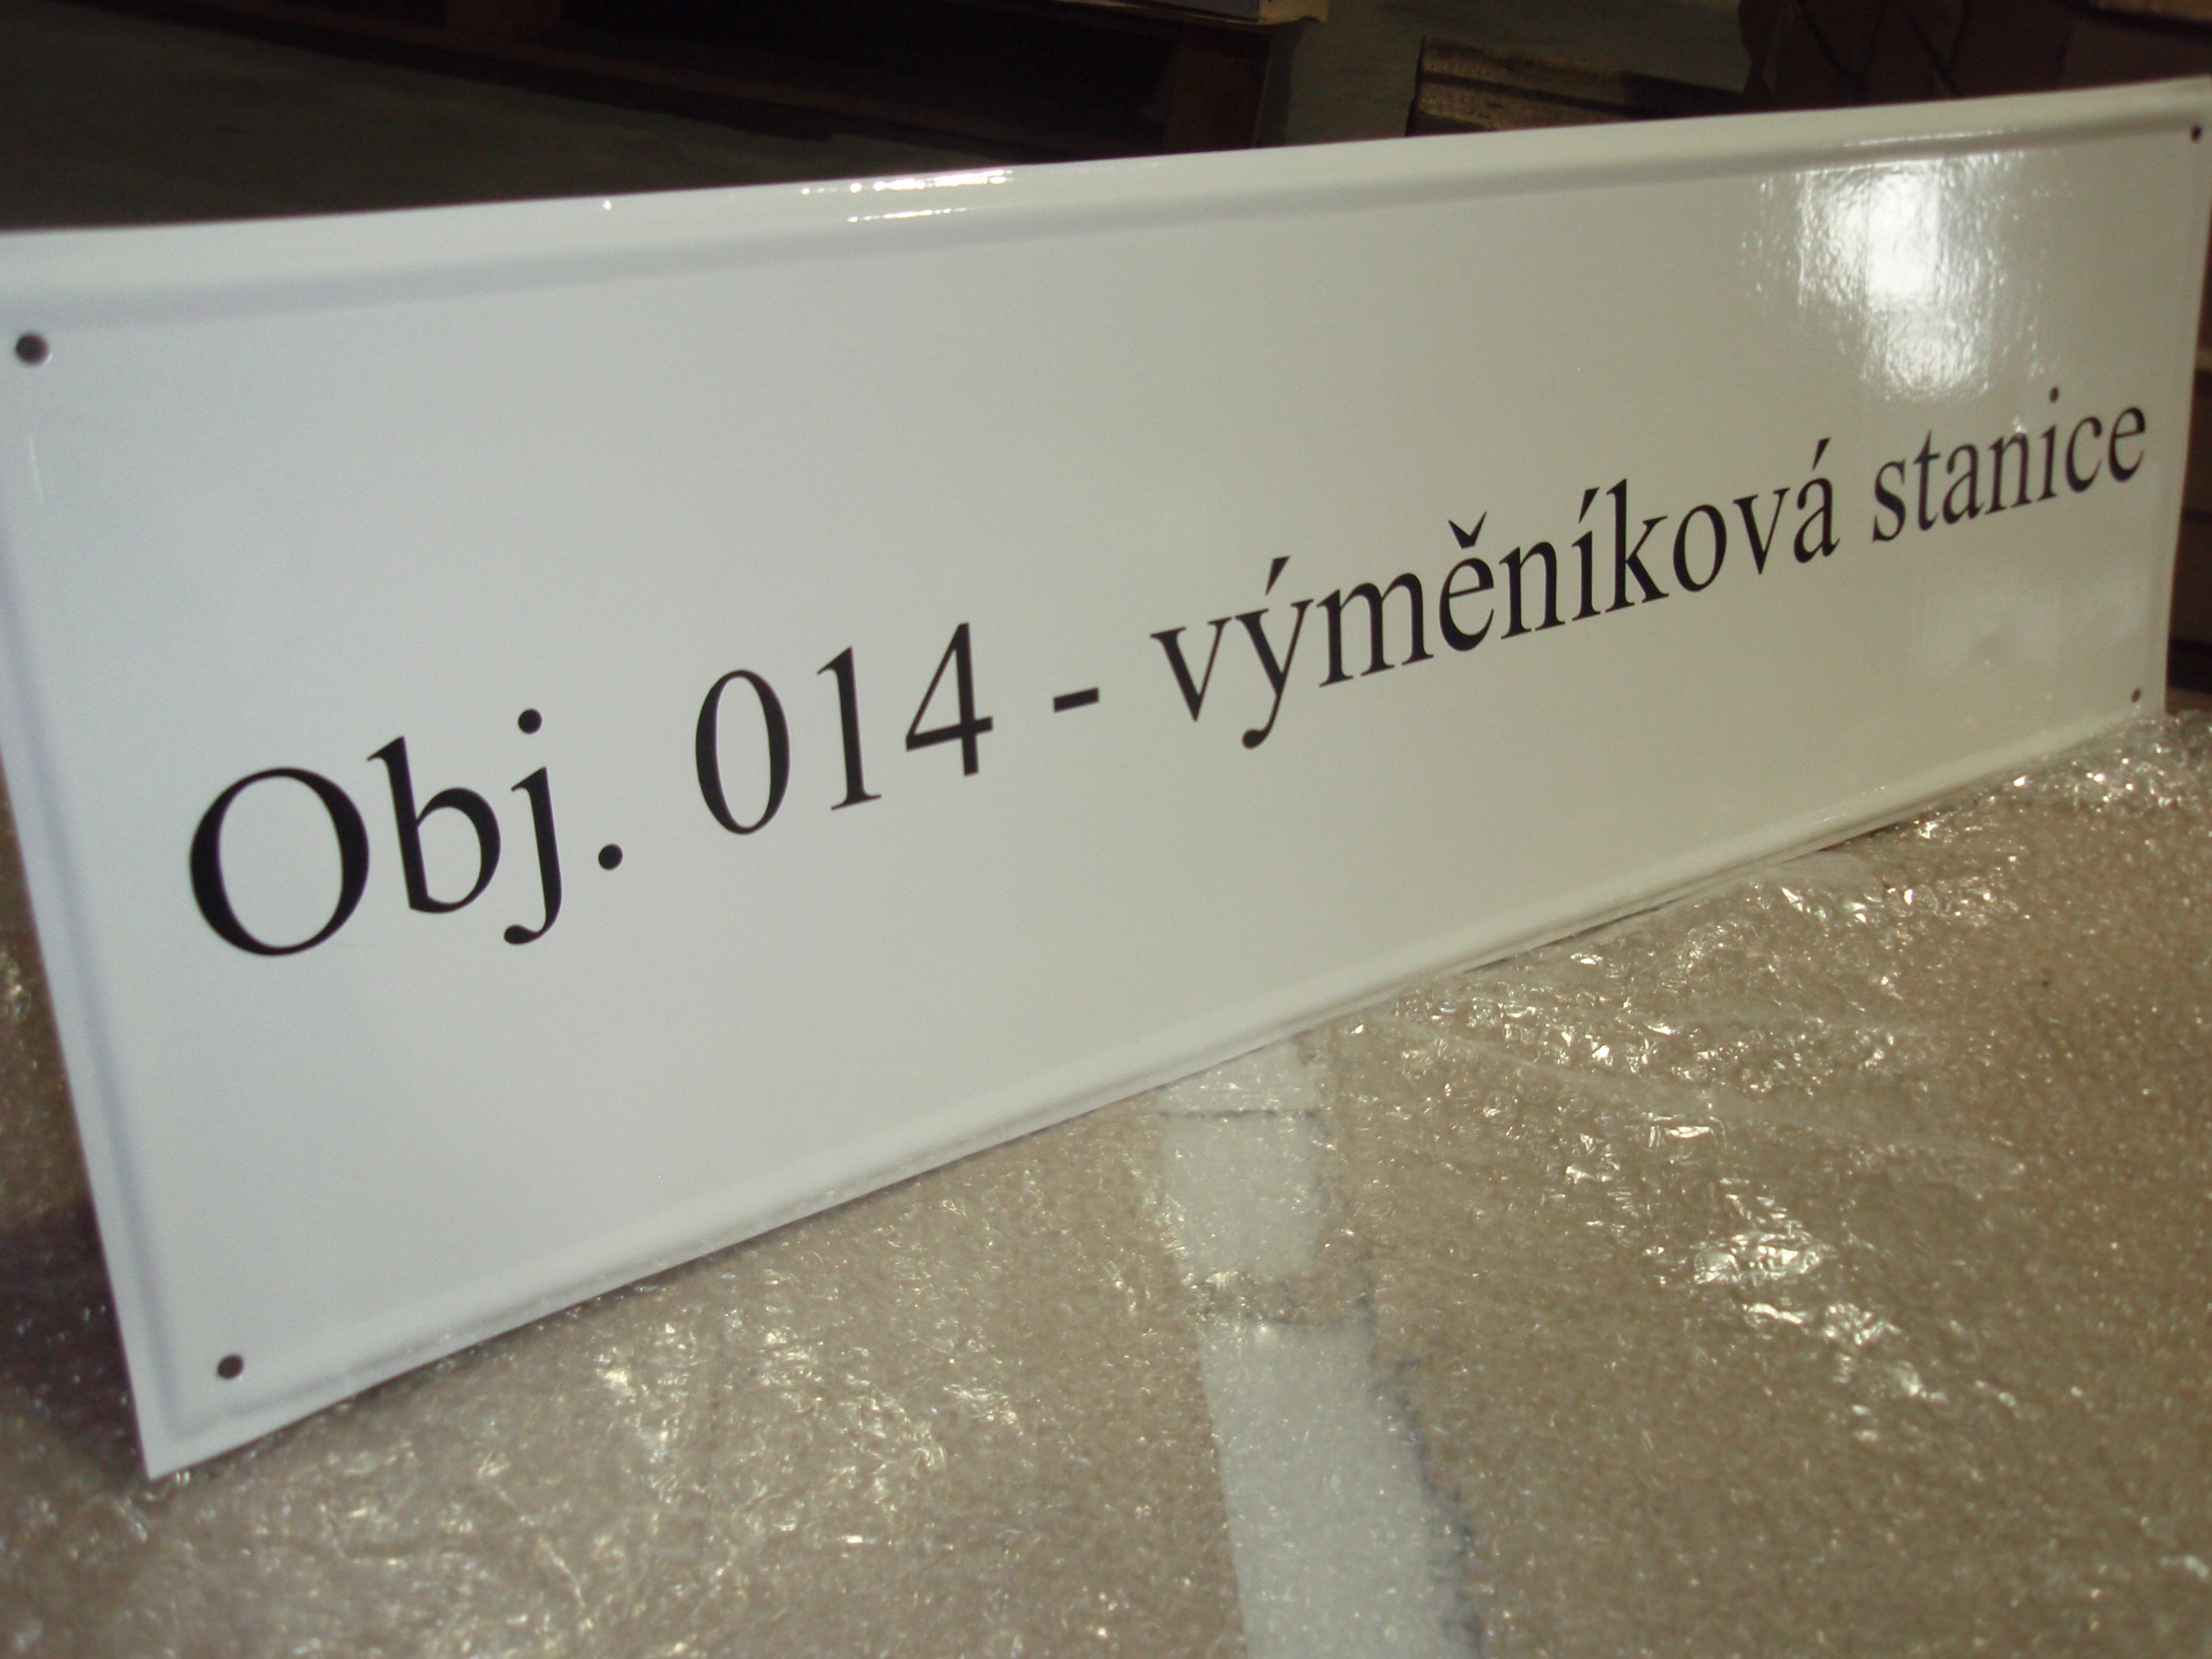 Obj. 014 - výměníková stanice